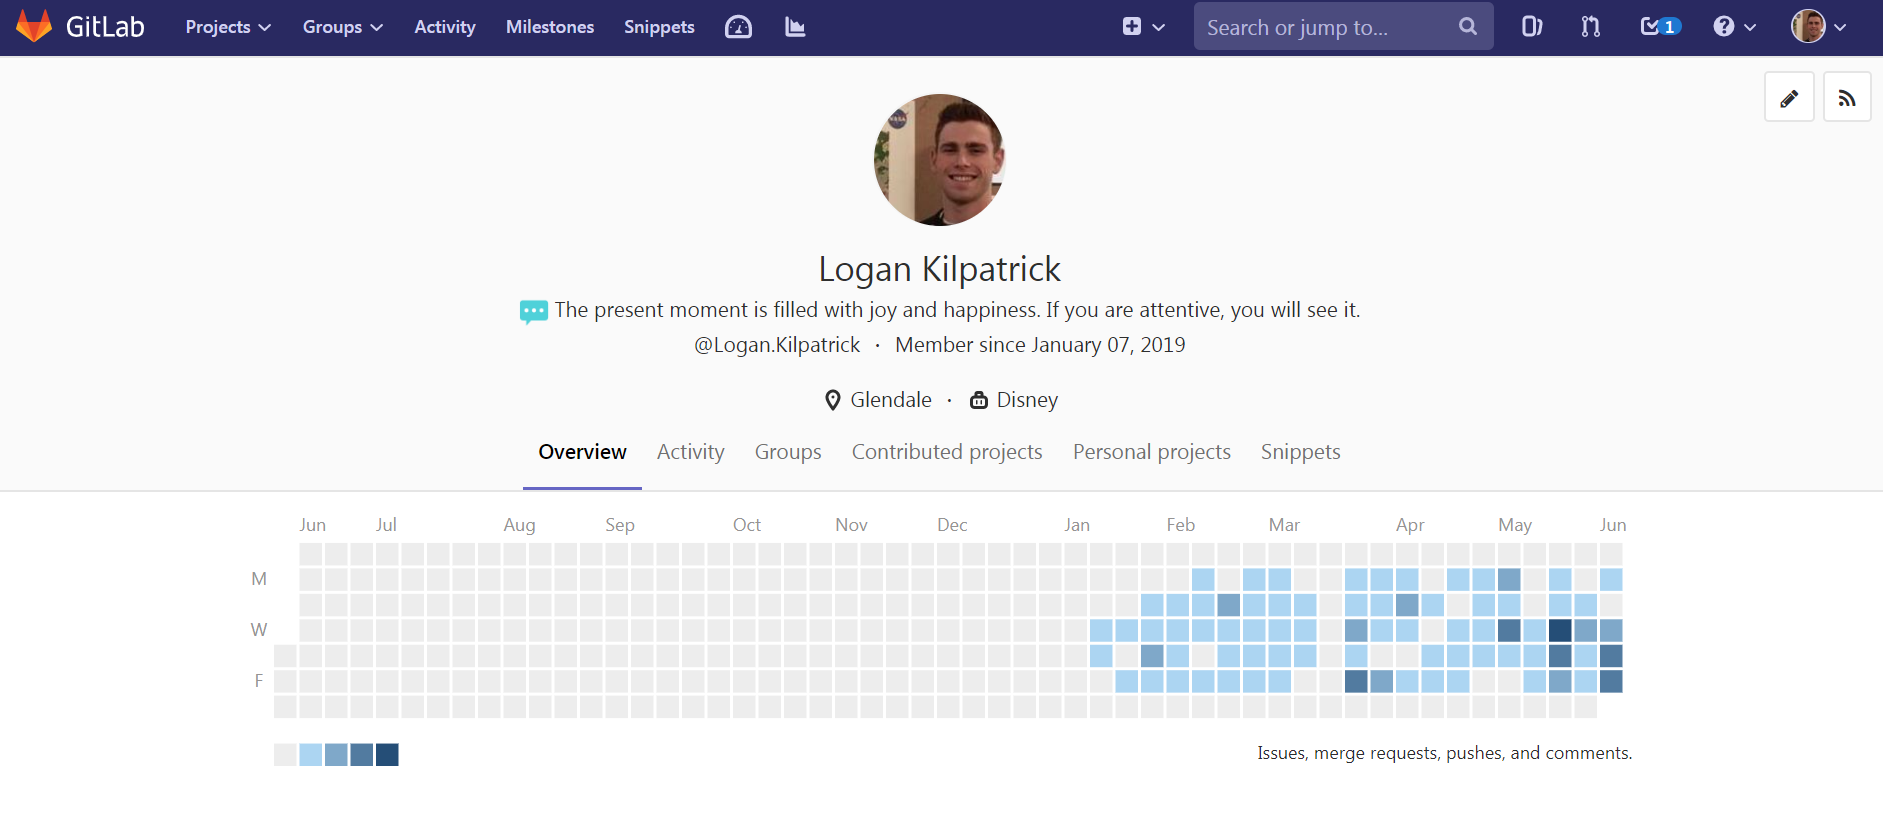 GitLab Projects Groups Activity Milestones Snippets Search or jump to... 1
NASA
Logan Kilpatrick
The present moment is filled with joy and happiness. If you are attentive, you will see it.
@Logan.Kilpatrick · Member since January 07, 2019
Glendale · Disney
Overview Activity Groups Contributed projects Personal projects Snippets
Jun Jul Aug Sep Oct Nov Dec Jan Feb Mar Apr May Jun
M
W
F
Issues, merge requests, pushes, and comments.